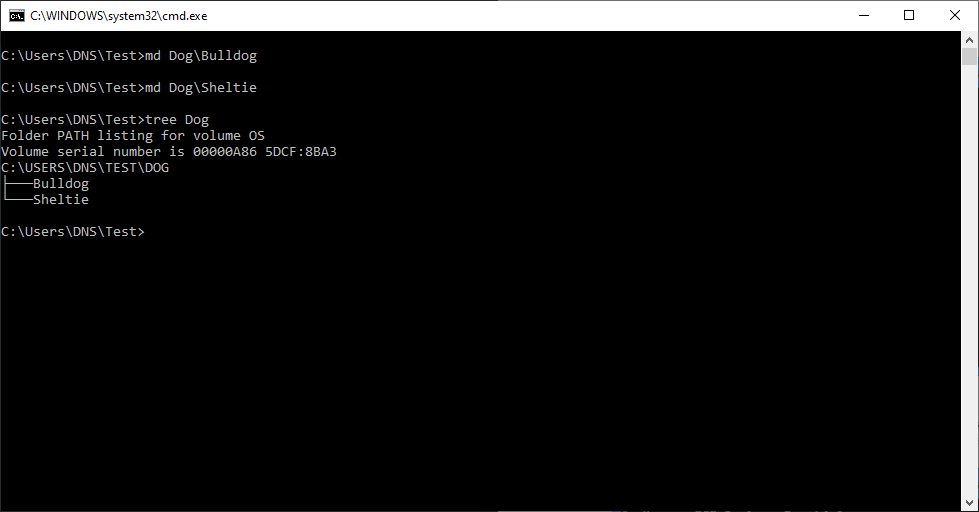 C:\WINDOWS\system32\cmd.exe
C:\Users\DNS\Test>md Dog\Bulldog
C:\Users\DNS\Test>md Dog\Sheltie
C:\Users\DNS\Test>tree Dog
Folder PATH listing for volume OS
Volume serial number is 00000A86 5DCF:8BA3
C:\USERS\DNS\TEST\DOG
├───Bulldog
└───Sheltie
C:\Users\DNS\Test>